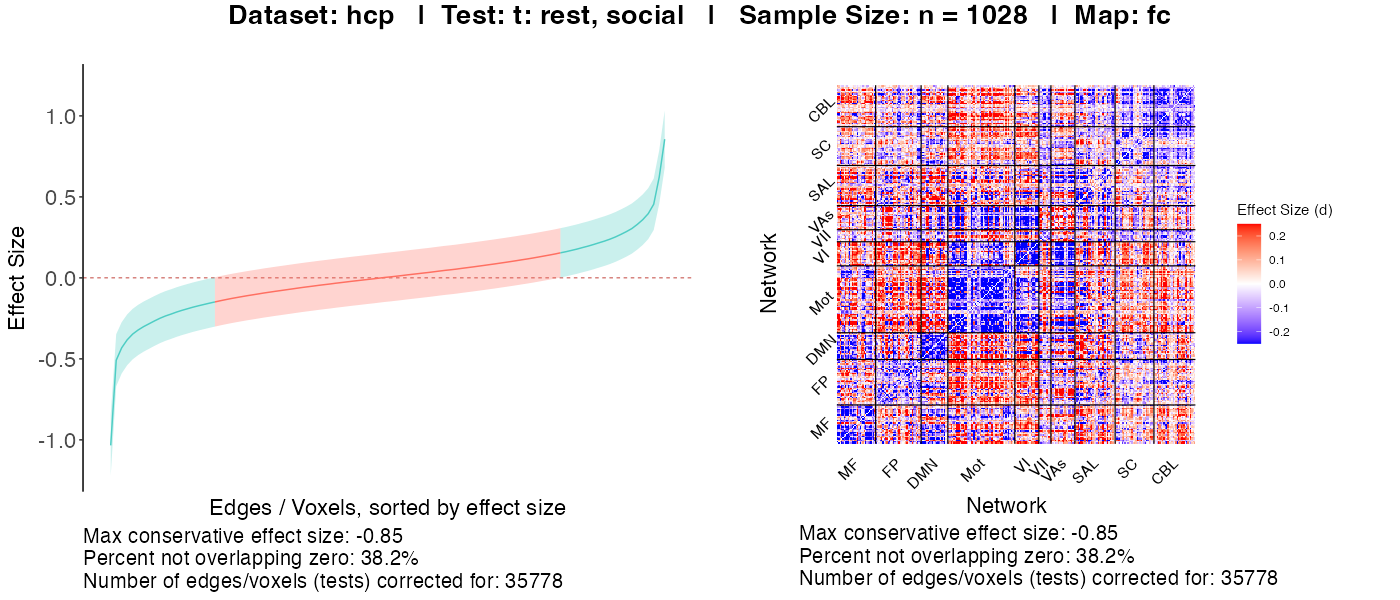 Dataset: hcp | Test: t: rest, social | Sample Size: n = 1028 | Map: fc
Effect Size
1.0
0.5
0.0
-0.5
-1.0
Edges / Voxels, sorted by effect size
Max conservative effect size: -0.85
Percent not overlapping zero: 38.2%
Number of edges/voxels (tests) corrected for: 35778
Network
CBL
SC
SAL
VAs
VII
VI
Mot
DMN
FP
MF
MF FP DMN Mot VI VII VAs SAL SC CBL
Network
Effect Size (d)
0.2
0.1
0.0
-0.1
-0.2
Max conservative effect size: -0.85
Percent not overlapping zero: 38.2%
Number of edges/voxels (tests) corrected for: 35778